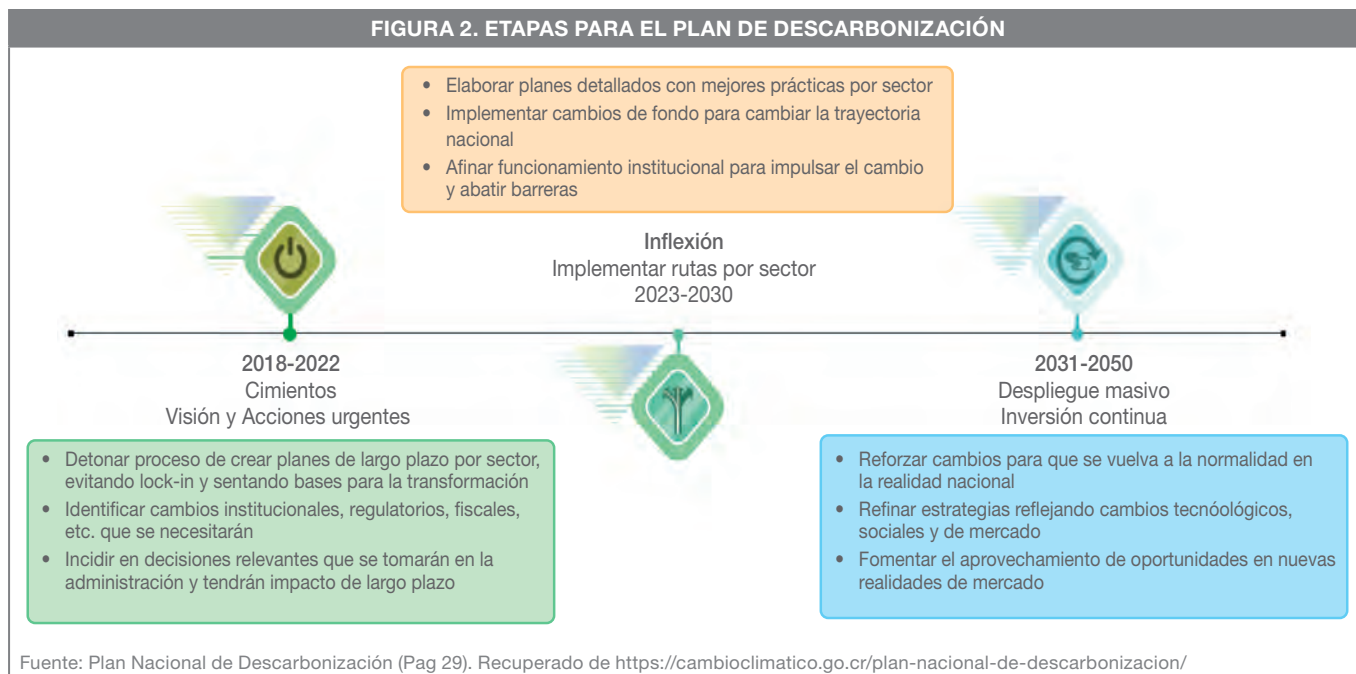 FIGURA 2. ETAPAS PARA EL PLAN DE DESCARBONIZACIÓN
• Elaborar planes detallados con mejores prácticas por sector
• Implementar cambios de fondo para cambiar la trayectoria
nacional
• Afinar funcionamiento institucional para impulsar el cambio
y abatir barreras
Inflexión
Implementar rutas por sector
2023-2030
2018-2022
Cimientos
Visión y Acciones urgentes
• Detonar proceso de crear planes de largo plazo por sector,
evitando lock-in y sentando bases para la transformación
• Identificar cambios institucionales, regulatorios, fiscales,
etc. que se necesitarán
• Incidir en decisiones relevantes que se tomarán en la
administración y tendrán impacto de largo plazo
2031-2050
Despliegue masivo
Inversión continua
• Reforzar cambios para que se vuelva a la normalidad en
la realidad nacional
• Refinar estrategias reflejando cambios tecnóológicos,
sociales y de mercado
• Fomentar el aprovechamiento de oportunidades en nuevas
realidades de mercado
Fuente: Plan Nacional de Descarbonización (Pag 29). Recuperado de https://cambioclimatico.go.cr/plan-nacional-de-descarbonizacion/